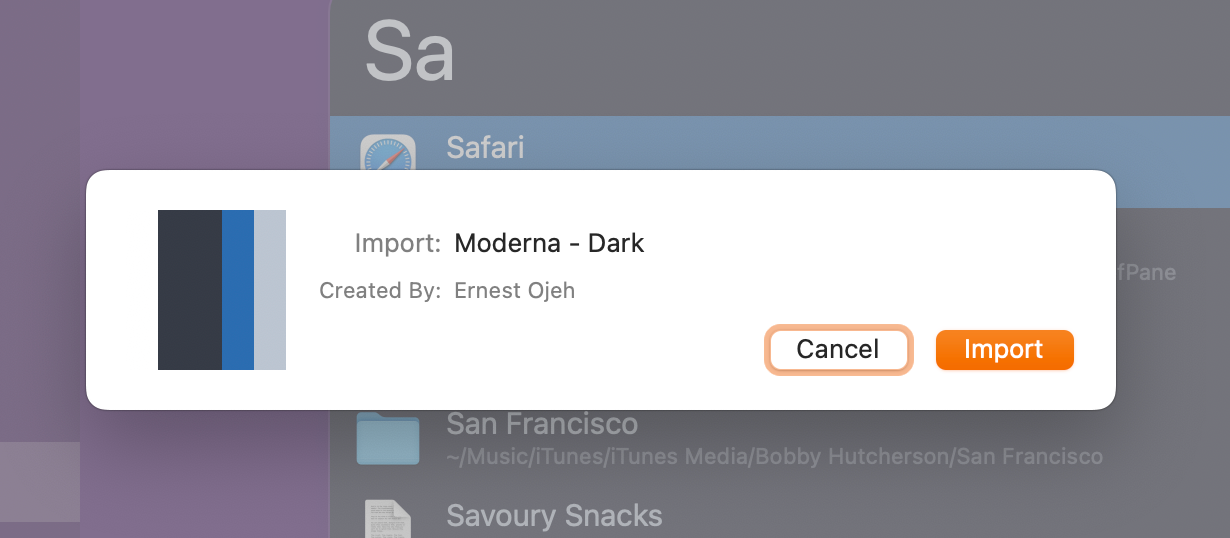 Sa
Safari
Import: Moderna - Dark
fPane
Created By: Ernest Ojeh
Cancel
Import
San Francisco
~/Music/iTunes/iTunes Media/Bobby Hutcherson/San Francisco
Savoury Snacks